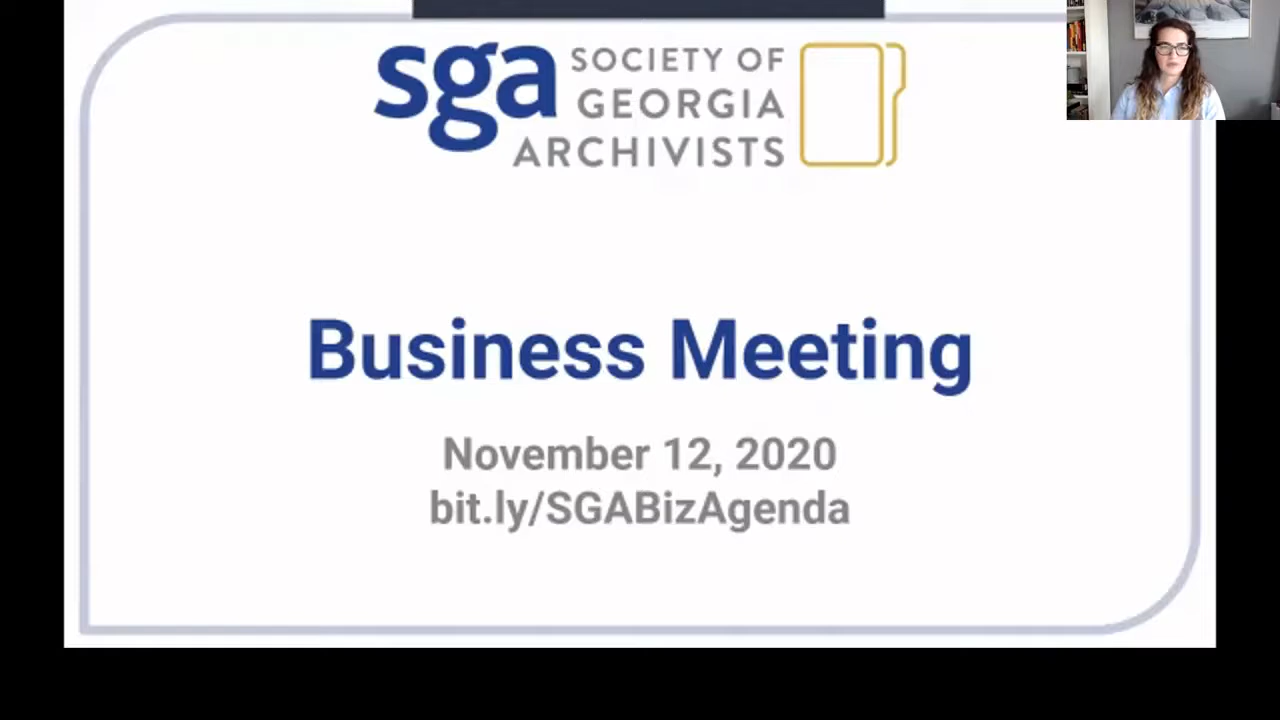 sga
SOCIETY OF
GEORGIA
ARCHIVISTS
Business Meeting
November 12, 2020
bit.ly/SGABizAgenda